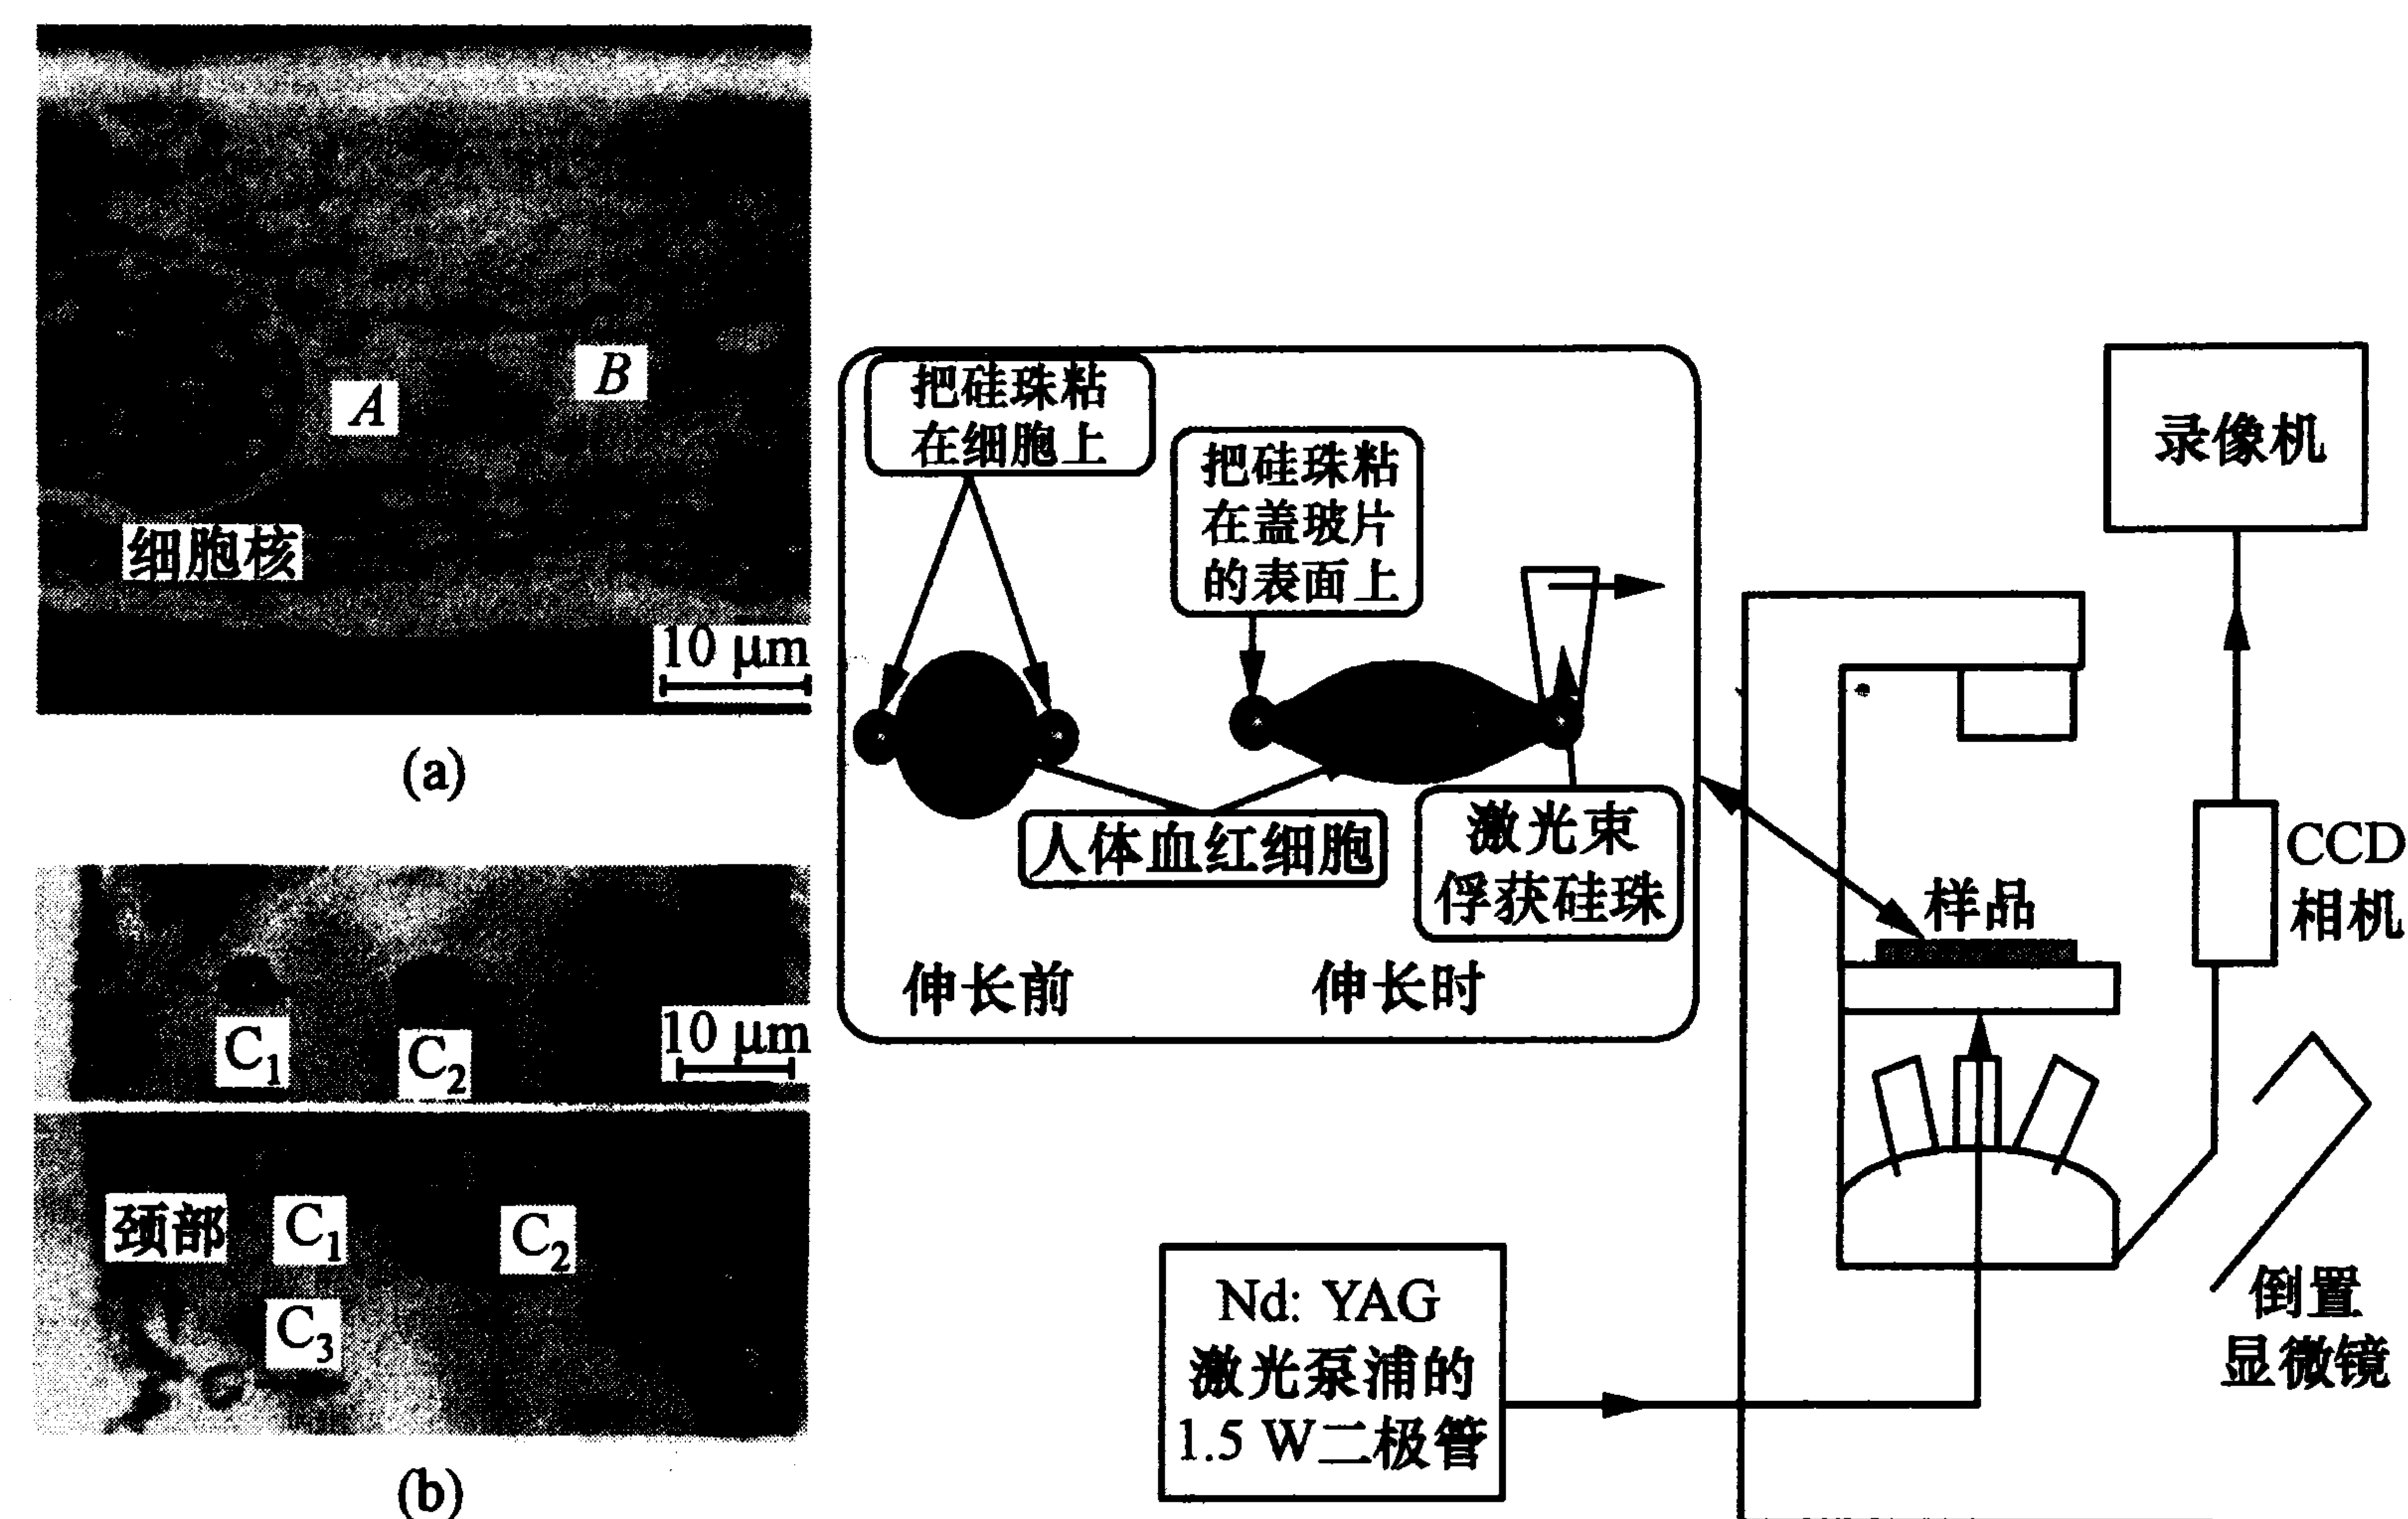 A
B
细胞核
10 μm
(a)
C1
C2
10 μm
颈部
C1
C2
C3
(b)
把硅珠粘
在细胞上
把硅珠粘
在盖玻片
的表面上
人体血红细胞
激光束
俘获硅珠
伸长前
伸长时
录像机
CCD
相机
样品
倒置
显微镜
Nd: YAG
激光泵浦的
1.5 W二极管